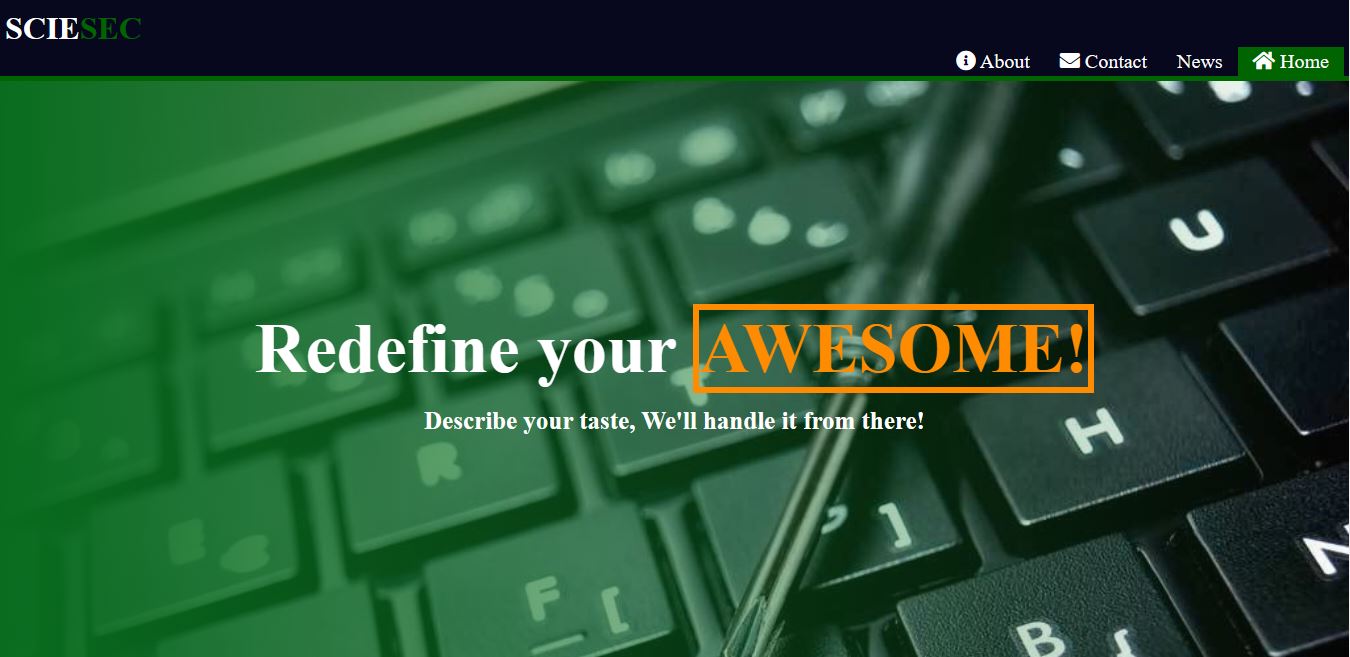 SCIESEC
About Contact News Home
Redefine your AWESOME!
Describe your taste, We'll handle it from there!
U
T
H
R
E
]
F [
N
B {